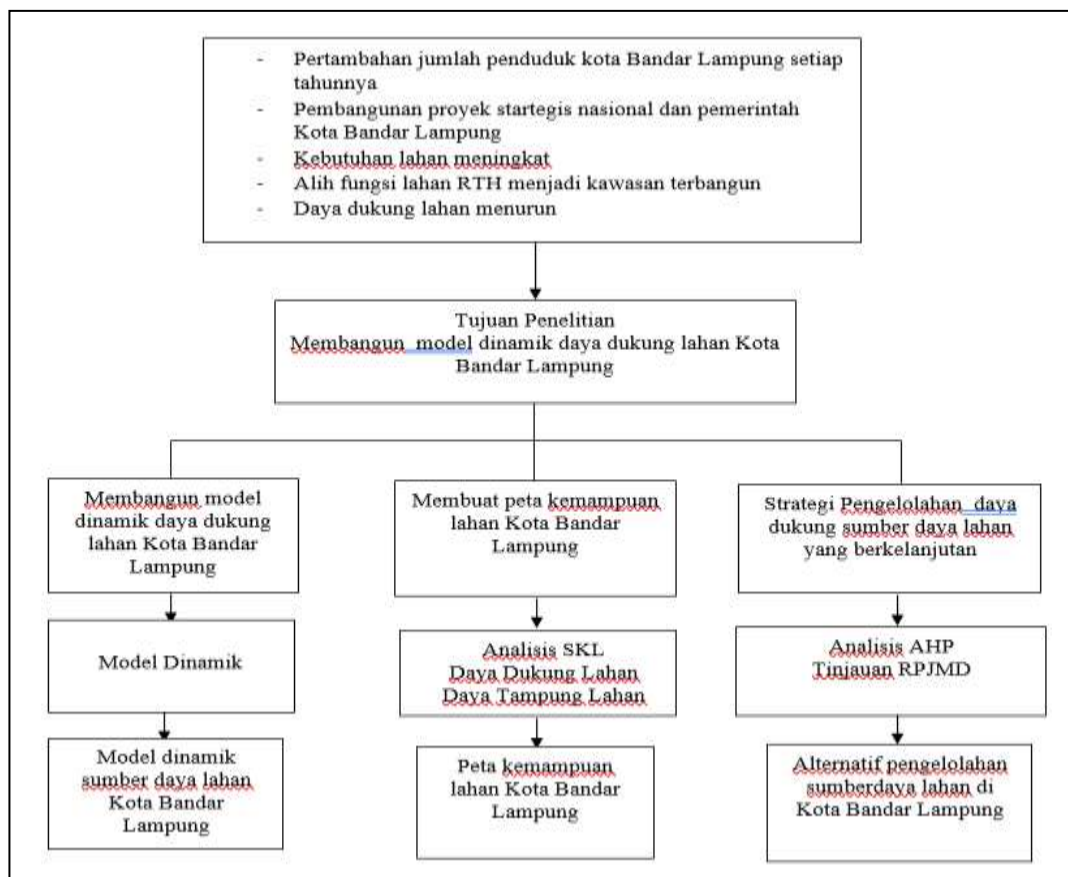 - Pertambahan jumlah penduduk kota Bandar Lampung setiap
tahunnya
- Pembangunan proyek startegis nasional dan pemerintah
Kota Bandar Lampung
- Kebutuhan lahan meningkat
- Alih fungsi lahan RTH menjadi kawasan terbangun
- Daya dukung lahan menurun
Tujuan Penelitian
Membangun model dinamik daya dukung lahan Kota
Bandar Lampung
Membangun model
dinamik daya dukung
lahan Kota Bandar
Lampung
Membuat peta kemampuan
lahan Kota Bandar
Lampung
Strategi Pengelolahan daya
dukung sumber daya lahan
yang berkelanjutan
Model Dinamik
Analisis SKL
Daya Dukung Lahan
Daya Tampung Lahan
Analisis AHP
Tinjauan RPJMD
Model dinamik
sumber daya lahan
Kota Bandar
Lampung
Peta kemampuan
lahan Kota Bandar
Lampung
Alternatif pengelolahan
sumberdaya lahan di
Kota Bandar Lampung